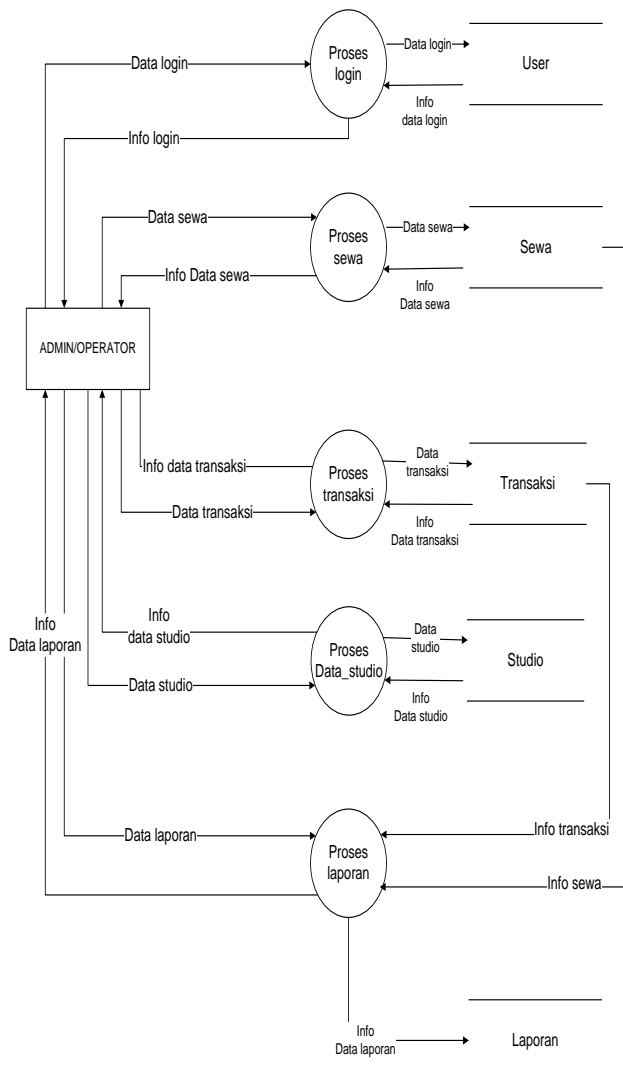 Data login
Proses
login
Data login
User
Info
data login
Info login
Data sewa
Proses
sewa
Data sewa
Sewa
Info Data sewa
Info
Data sewa
ADMIN/OPERATOR
Info data transaksi
Proses
transaksi
Data
transaksi
Transaksi
Data transaksi
Info
Data transaksi
Info
Data laporan
Info
data studio
Proses
Data_studio
Data
studio
Studio
Data studio
Info
Data studio
Data laporan
Proses
laporan
Info transaksi
Info sewa
Info
Data laporan
Laporan